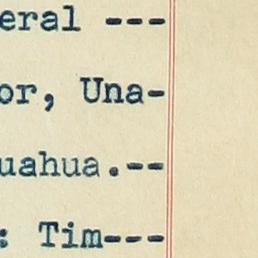 eral ---
or, Una-
uahua.--
: Tim---